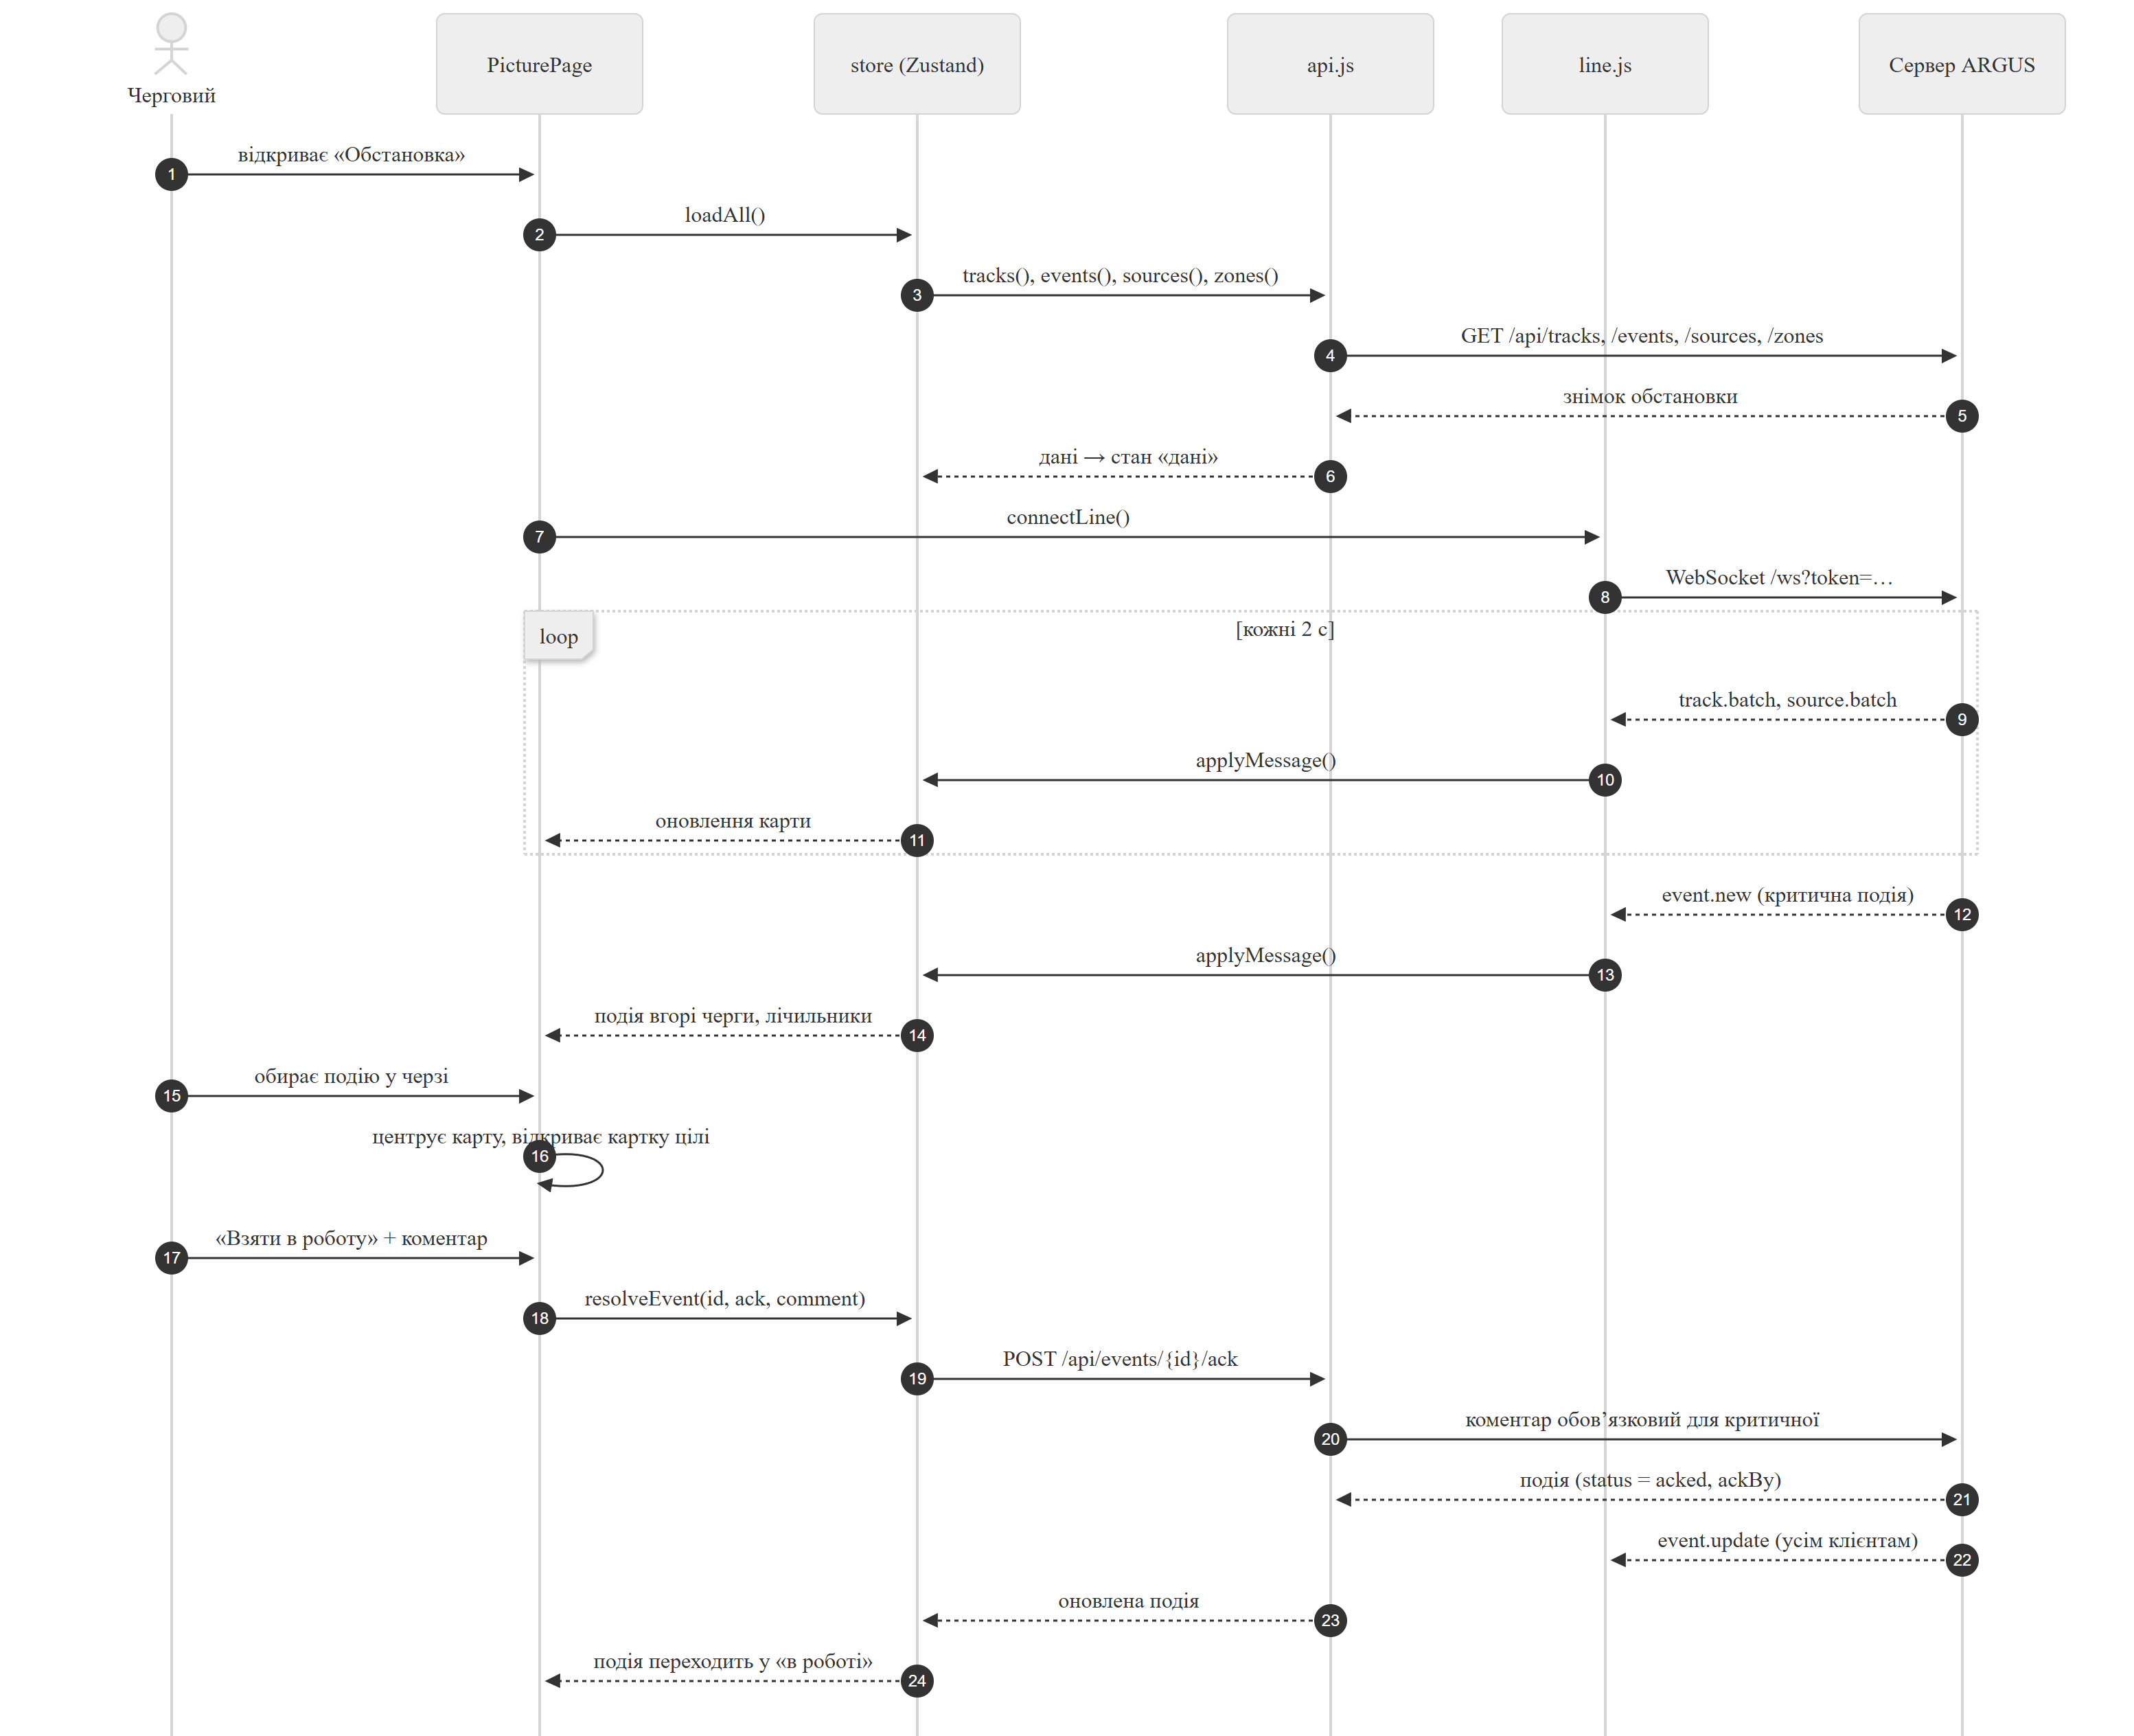 Черговий
PicturePage
store (Zustand)
api.js
line.js
Сервер ARGUS
1
відкриває «Обстановка»
2
loadAll()
3
tracks(), events(), sources(), zones()
4
GET /api/tracks, /events, /sources, /zones
знімок обстановки
5
дані → стан «дані»
6
7
connectLine()
8
WebSocket /ws?token=…
loop
[кожні 2 с]
track.batch, source.batch
9
applyMessage()
10
оновлення карти
11
event.new (критична подія)
12
applyMessage()
13
подія вгорі черги, лічильники
14
15
обирає подію у черзі
центрує карту, відкриває картку цілі
16
17
«Взяти в роботу» + коментар
18
resolveEvent(id, ack, comment)
19
POST /api/events/{id}/ack
20
коментар обов’язковий для критичної
подія (status = acked, ackBy)
21
event.update (усім клієнтам)
22
оновлена подія
23
подія переходить у «в роботі»
24